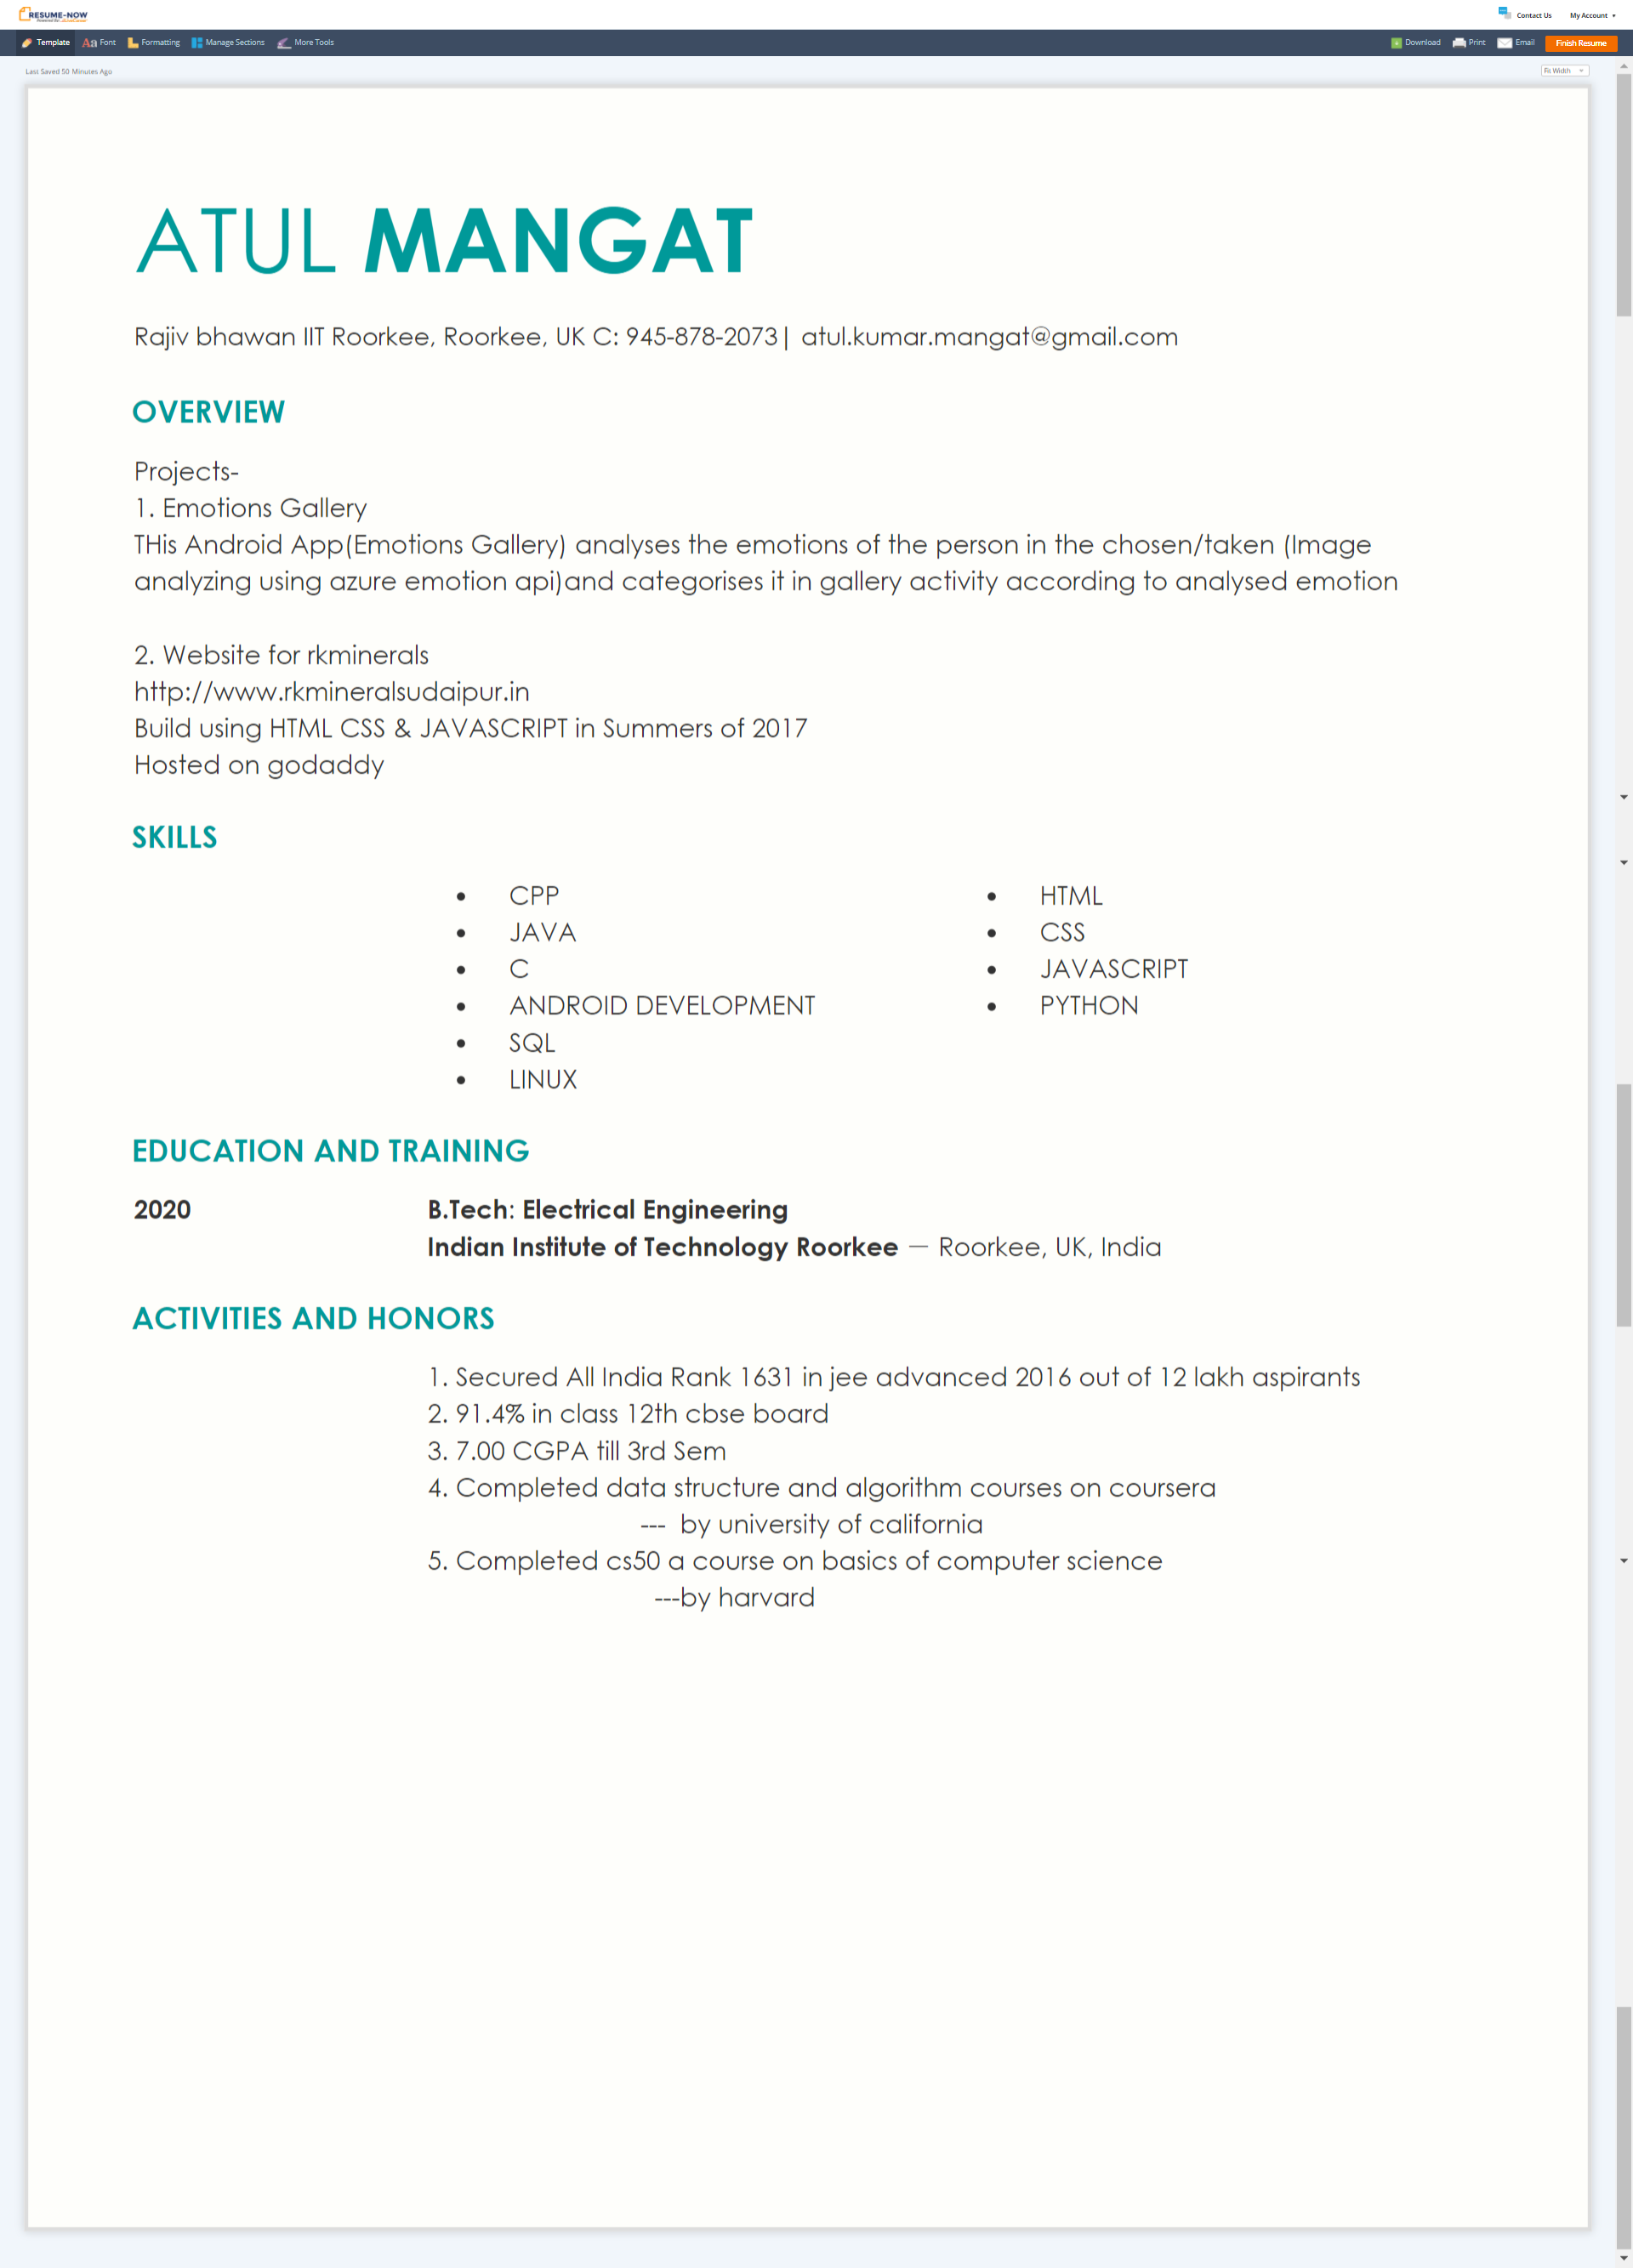 RESUME-NOW
Contact Us My Account
Template Aa Font Formatting Manage Sections More Tools Download Print Email Finish Resume
Last Saved 50 Minutes Ago Fit Width
ATUL MANGAT
Rajiv bhawan IIT Roorkee, Roorkee, UK C: 945-878-2073| atul.kumar.mangat@gmail.com
OVERVIEW
Projects-
1. Emotions Gallery
THis Android App(Emotions Gallery) analyses the emotions of the person in the chosen/taken (Image
analyzing using azure emotion api)and categorises it in gallery activity according to analysed emotion
2. Website for rkminerals
http://www.rkmineralsudaipur.in
Build using HTML CSS & JAVASCRIPT in Summers of 2017
Hosted on godaddy
SKILLS
• CPP
• JAVA
• C
• ANDROID DEVELOPMENT
• SQL
• LINUX
• HTML
• CSS
• JAVASCRIPT
• PYTHON
EDUCATION AND TRAINING
2020 B.Tech: Electrical Engineering
Indian Institute of Technology Roorkee — Roorkee, UK, India
ACTIVITIES AND HONORS
1. Secured All India Rank 1631 in jee advanced 2016 out of 12 lakh aspirants
2. 91.4% in class 12th cbse board
3. 7.00 CGPA till 3rd Sem
4. Completed data structure and algorithm courses on coursera
--- by university of california
5. Completed cs50 a course on basics of computer science
---by harvard